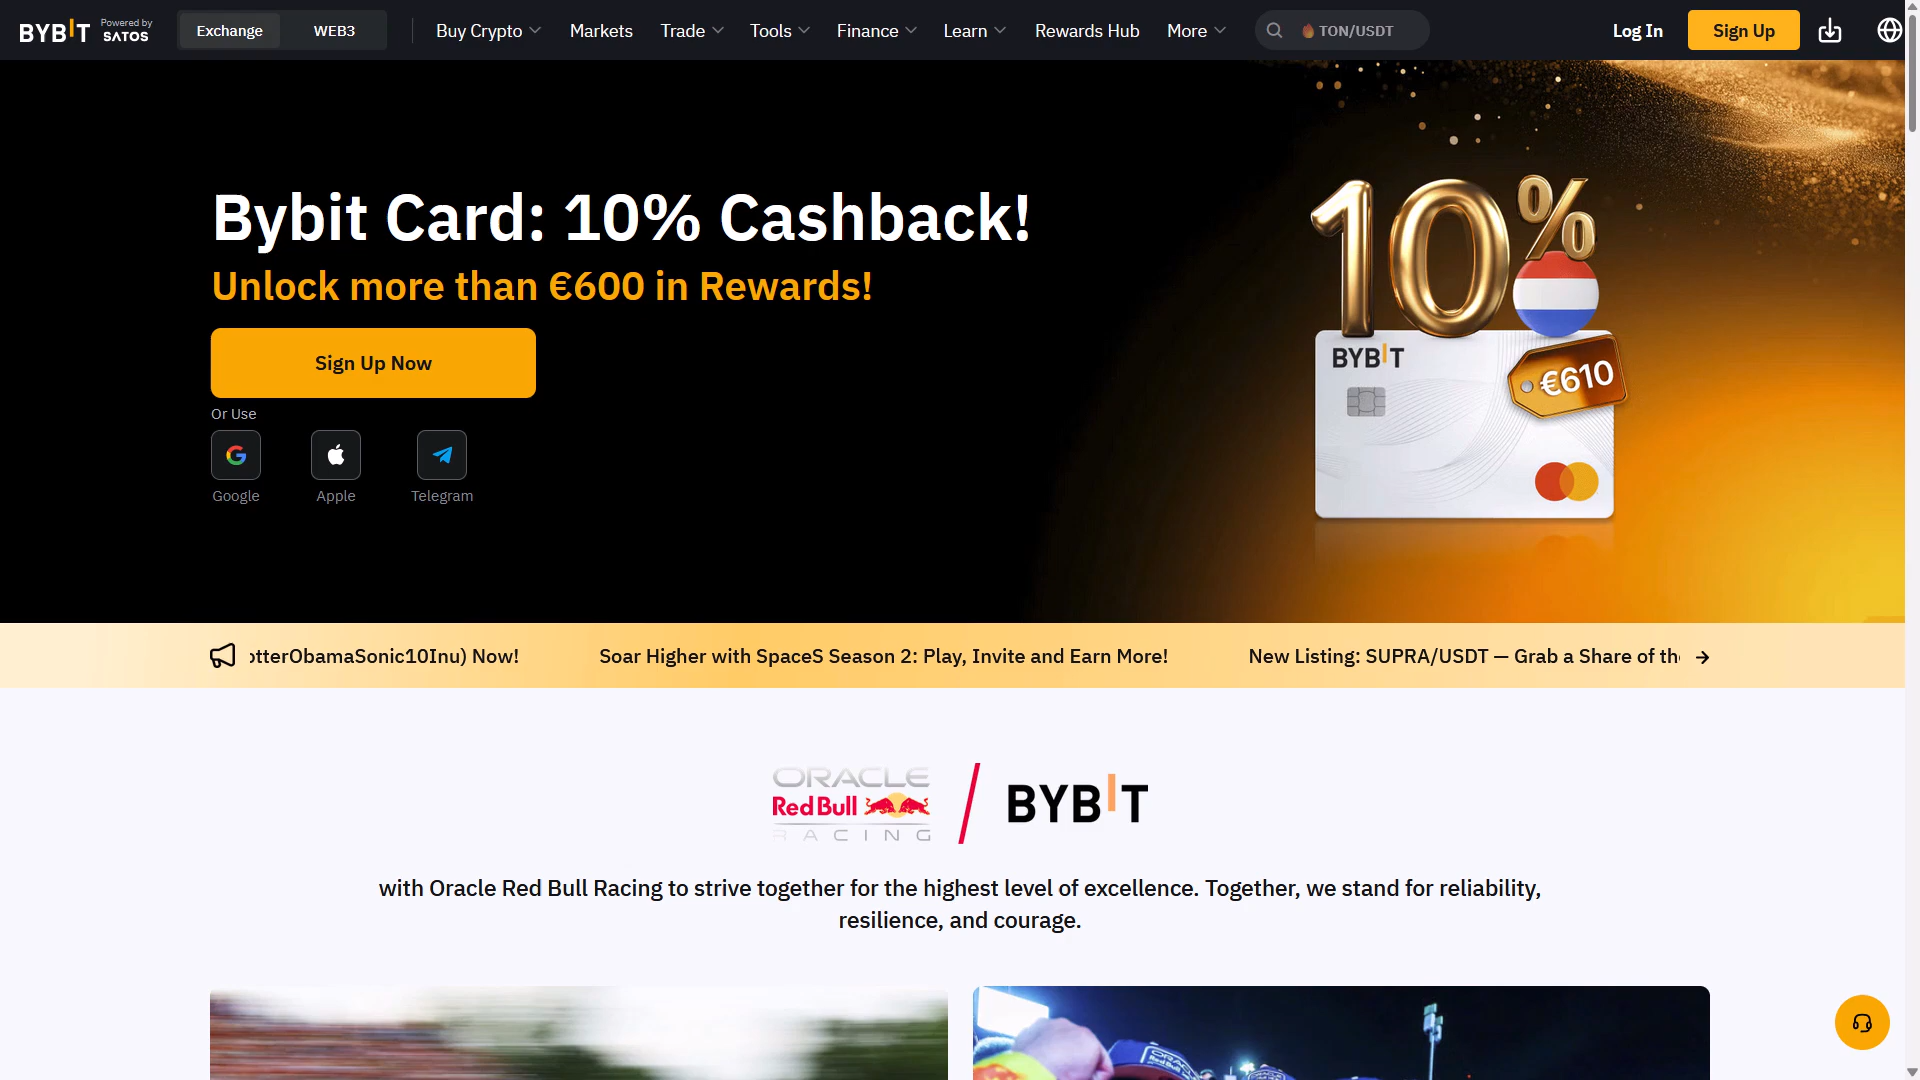 BYBIT Powered by SATOS
Exchange WEB3 Buy Crypto Markets Trade Tools Finance Learn Rewards Hub More TON/USDT Log In Sign Up
Bybit Card: 10% Cashback!
Unlock more than €600 in Rewards!
Sign Up Now
Or Use
Google Apple Telegram
10%
BYBIT
€610
otterObamaSonic10Inu) Now! Soar Higher with SpaceS Season 2: Play, Invite and Earn More! New Listing: SUPRA/USDT — Grab a Share of th
ORACLE
Red Bull
RACING
BYBIT
with Oracle Red Bull Racing to strive together for the highest level of excellence. Together, we stand for reliability,
resilience, and courage.
ORACLE
Red Bull